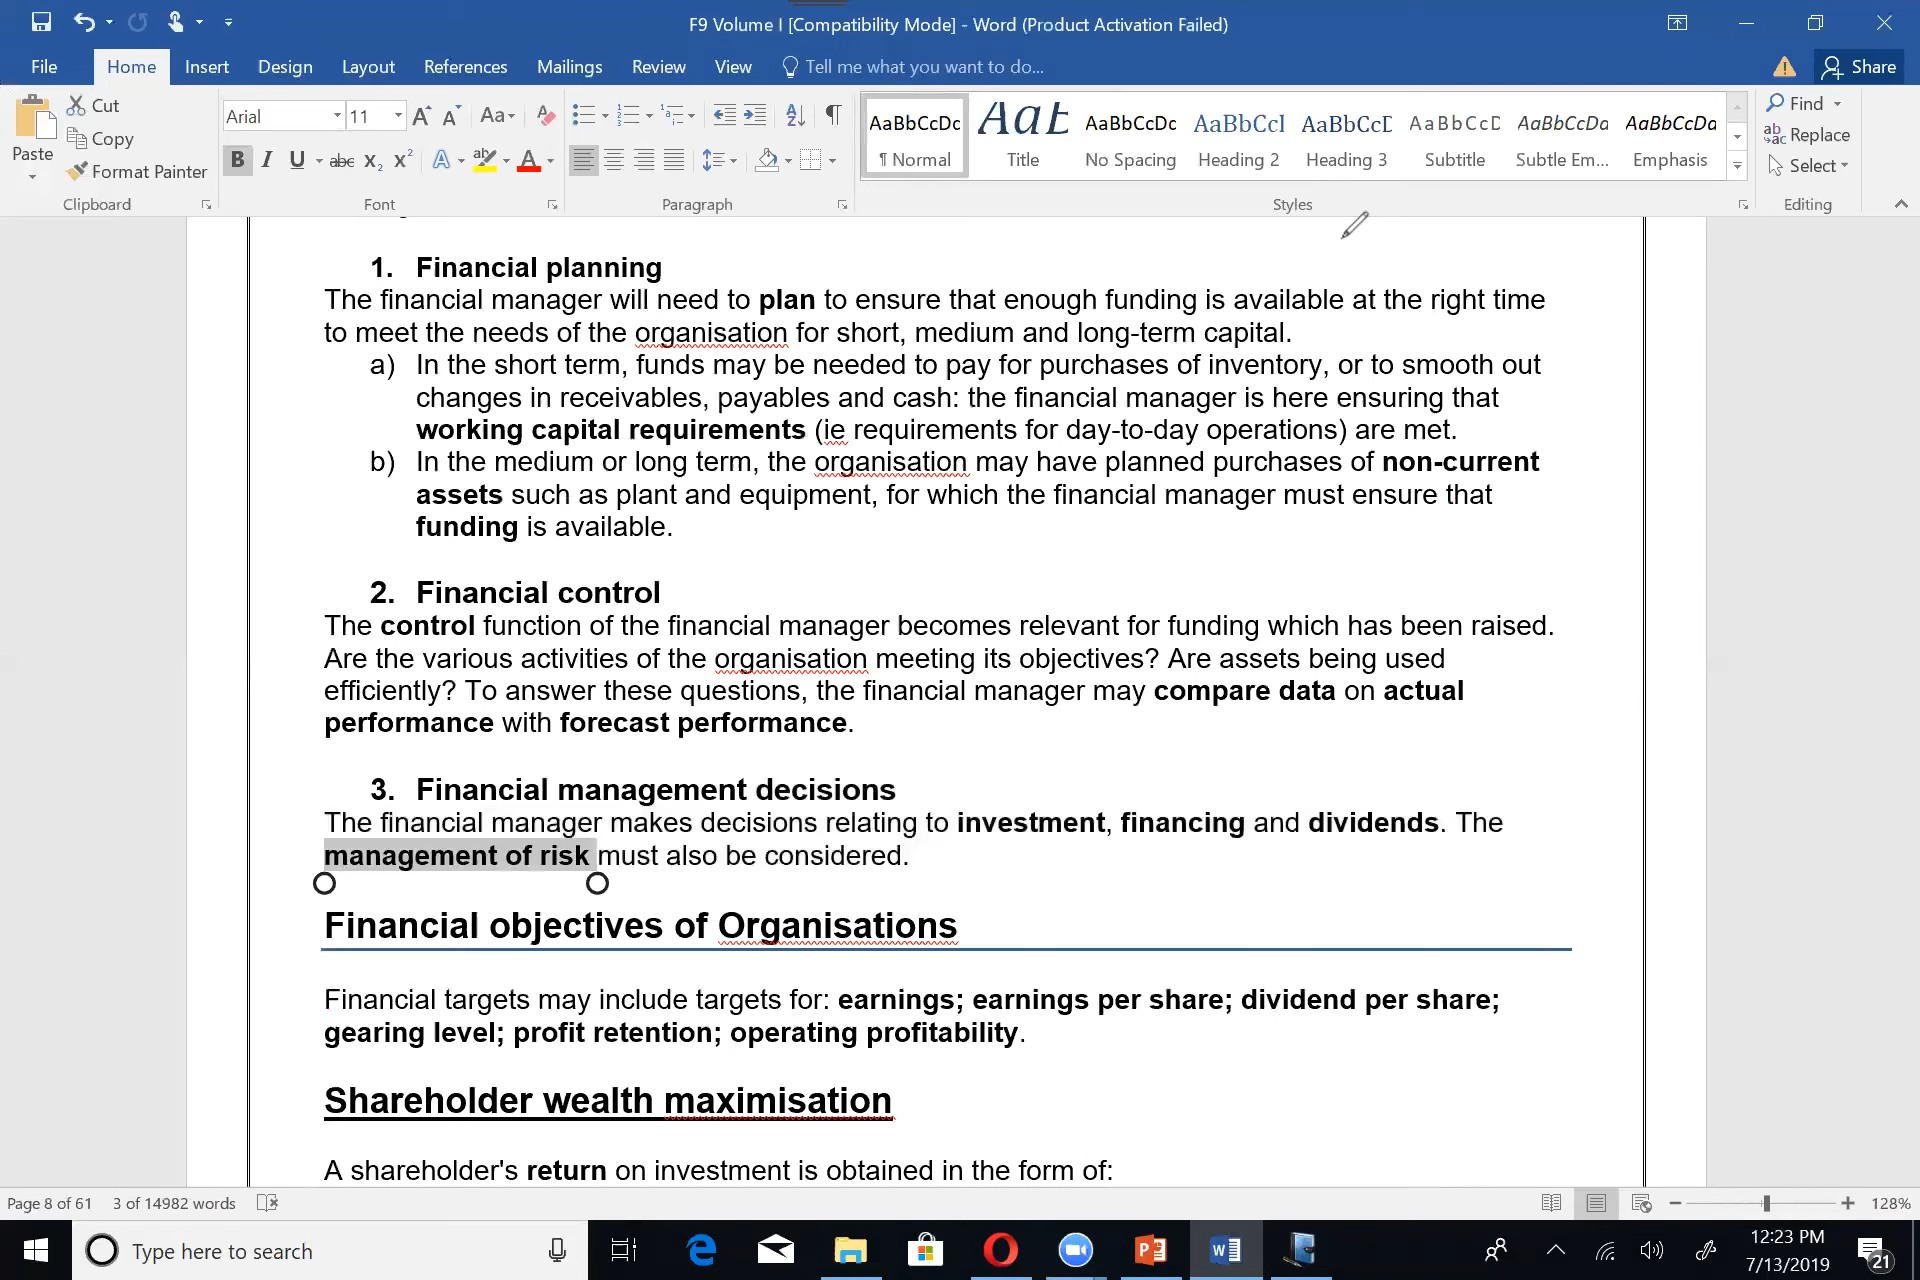 F9 Volume I [Compatibility Mode] - Word (Product Activation Failed)
File Home Insert Design Layout References Mailings Review View Tell me what you want to do... Share
Paste Cut Copy Format Painter
Arial 11
AaBbCcDc AaB AaBbCcDc AaBbCcl AaBbCcD AaBbCcD AaBbCcDa AaBbCcDa
¶ Normal Title No Spacing Heading 2 Heading 3 Subtitle Subtle Em... Emphasis
Find Replace Select
Clipboard Font Paragraph Styles Editing
1. Financial planning
The financial manager will need to plan to ensure that enough funding is available at the right time
to meet the needs of the organisation for short, medium and long-term capital.
a) In the short term, funds may be needed to pay for purchases of inventory, or to smooth out
changes in receivables, payables and cash: the financial manager is here ensuring that
working capital requirements (ie requirements for day-to-day operations) are met.
b) In the medium or long term, the organisation may have planned purchases of non-current
assets such as plant and equipment, for which the financial manager must ensure that
funding is available.
2. Financial control
The control function of the financial manager becomes relevant for funding which has been raised.
Are the various activities of the organisation meeting its objectives? Are assets being used
efficiently? To answer these questions, the financial manager may compare data on actual
performance with forecast performance.
3. Financial management decisions
The financial manager makes decisions relating to investment, financing and dividends. The
management of risk must also be considered.
Financial objectives of Organisations
Financial targets may include targets for: earnings; earnings per share; dividend per share;
gearing level; profit retention; operating profitability.
Shareholder wealth maximisation
A shareholder's return on investment is obtained in the form of:
Page 8 of 61 3 of 14982 words 128%
Type here to search 12:23 PM
7/13/2019 21